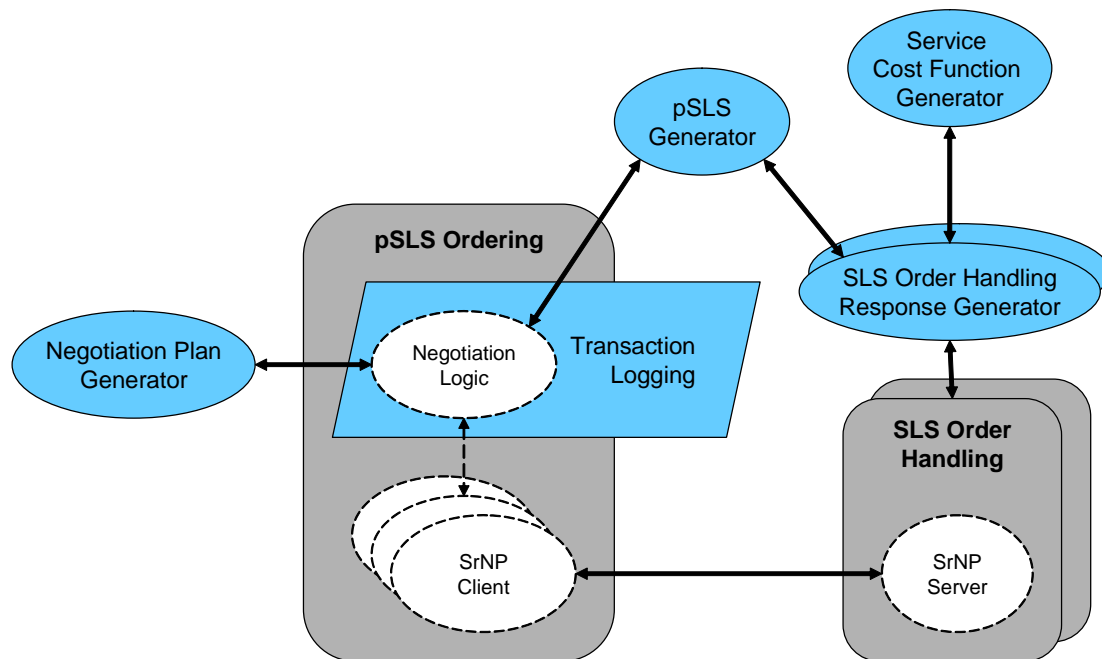 Service
Cost Function
Generator
pSLS
Generator
pSLS Ordering
SLS Order Handling
Response Generator
Negotiation Plan
Generator
Negotiation
Logic
Transaction
Logging
SLS Order
Handling
SrNP
Client
SrNP
Server